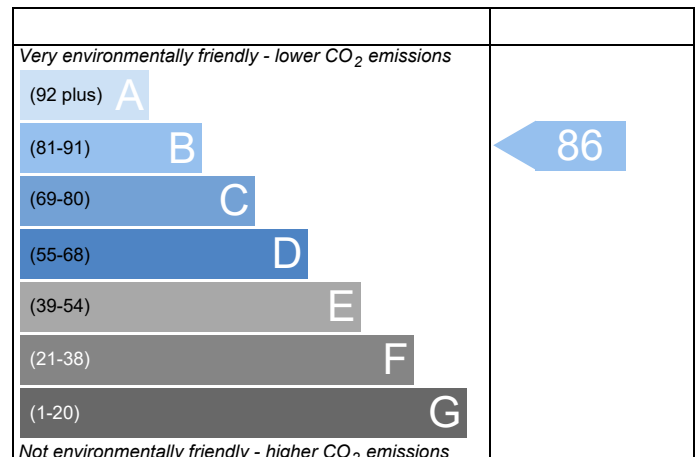 Very environmentally friendly - lower CO2 emissions
(92 plus) A
(81-91) B
86
(69-80) C
(55-68) D
(39-54) E
(21-38) F
(1-20) G
Not environmentally friendly - higher CO2 emissions